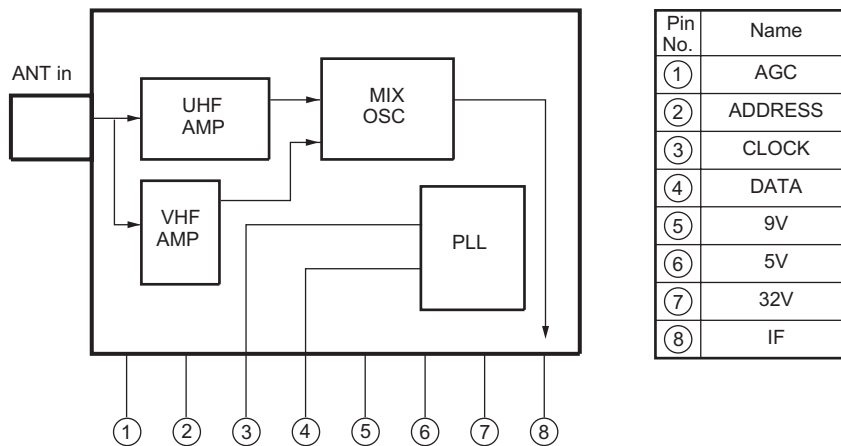 ANT in
UHF
AMP
MIX
OSC
VHF
AMP
PLL
1 2 3 4 5 6 7 8
Pin No. Name
1 AGC
2 ADDRESS
3 CLOCK
4 DATA
5 9V
6 5V
7 32V
8 IF